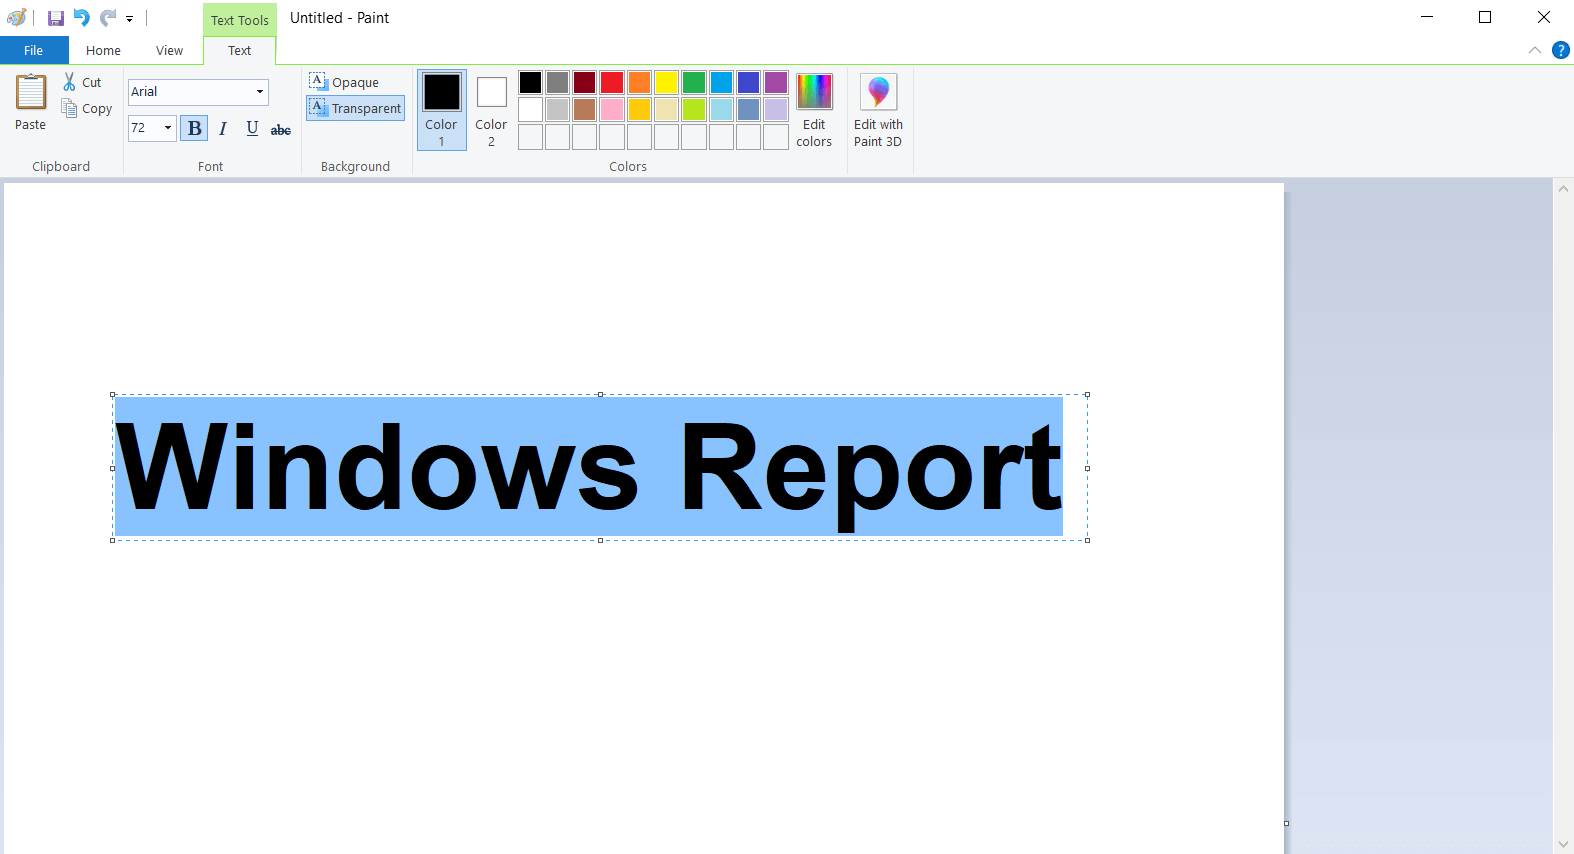 Text Tools
Untitled - Paint
File
Home
View
Text
Paste
Cut
Copy
Clipboard
Arial
72
B
I
U
abc
Font
A Opaque
A Transparent
Background
Color
1
Color
2
Edit
colors
Colors
Edit with
Paint 3D
?
Windows Report